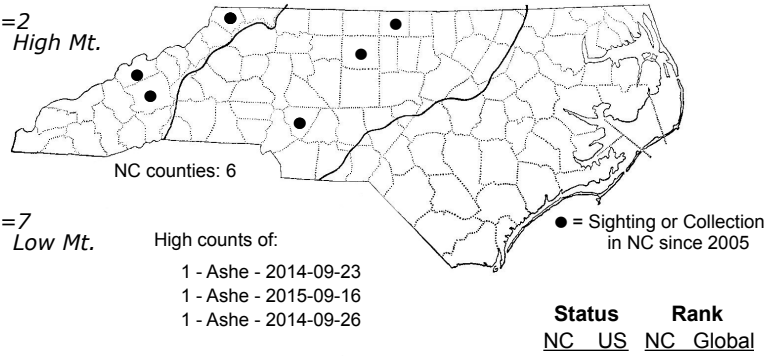 =2
High Mt.
NC counties: 6
=7
Low Mt.
High counts of:
1 - Ashe - 2014-09-23
1 - Ashe - 2015-09-16
1 - Ashe - 2014-09-26
● = Sighting or Collection
in NC since 2005
Status Rank
NC US NC Global